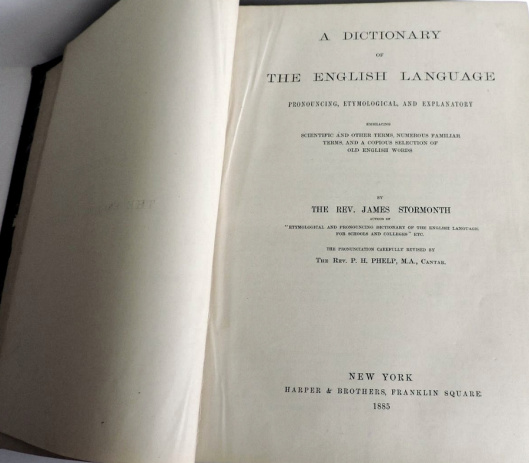 A DICTIONARY
OF
THE ENGLISH LANGUAGE
PRONOUNCING, ETYMOLOGICAL, AND EXPLANATORY
EMBRACING
SCIENTIFIC AND OTHER TERMS, NUMEROUS FAMILIAR
TERMS, AND A COPIOUS SELECTION OF
OLD ENGLISH WORDS
BY
THE REV. JAMES STORMONTH
AUTHOR OF
"ETYMOLOGICAL AND PRONOUNCING DICTIONARY OF THE ENGLISH LANGUAGE
FOR SCHOOLS AND COLLEGES" ETC.
THE PRONUNCIATION CAREFULLY REVISED BY
THE REV. P. H. PHELP, M.A., CANTAB.
NEW YORK
HARPER & BROTHERS, FRANKLIN SQUARE
1885